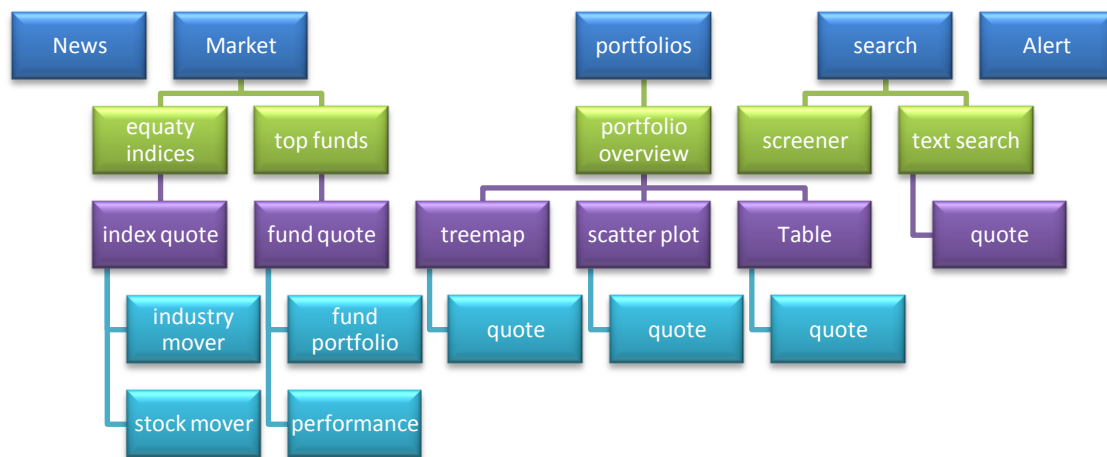 News
Market
portfolios
search
Alert
equaty
indices
top funds
portfolio
overview
screener
text search
index quote
fund quote
treemap
scatter plot
Table
quote
industry
mover
fund
portfolio
quote
quote
quote
stock mover
performance